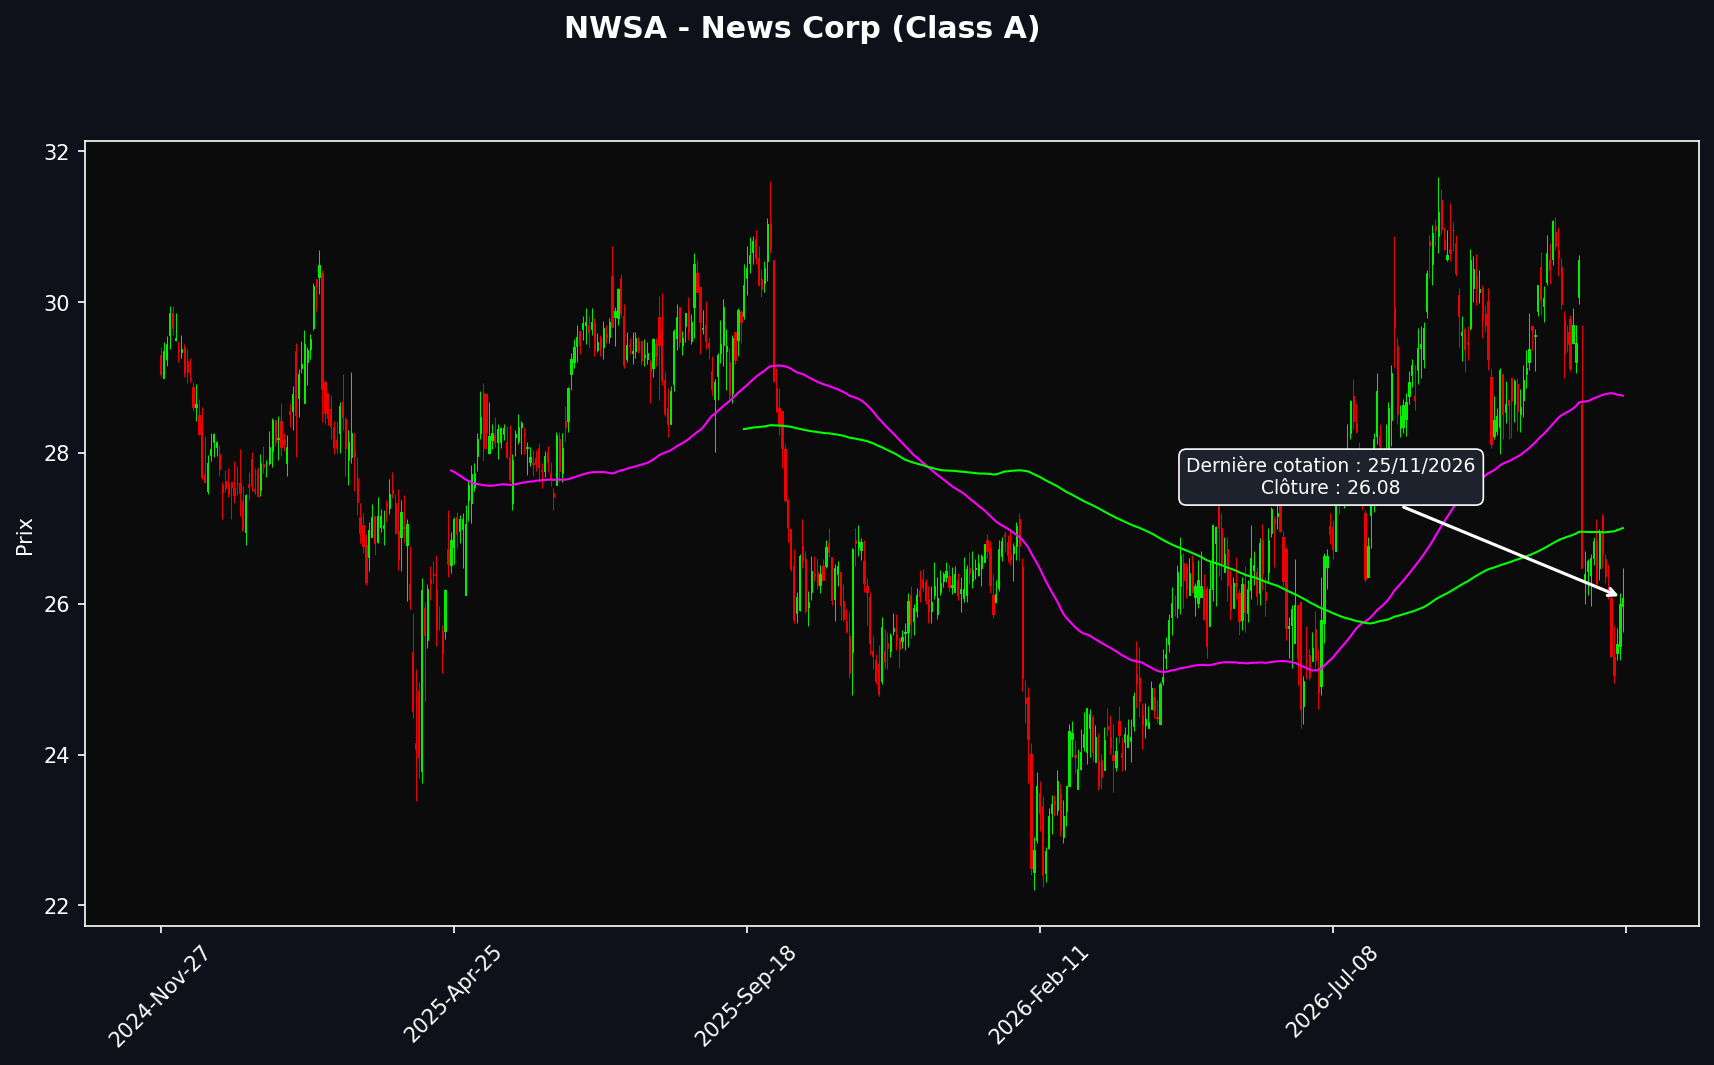 NWSA - News Corp (Class A)
Prix
32
30
28
26
24
22
Dernière cotation : 25/11/2026
Clôture : 26.08
2024-Nov-27
2025-Apr-25
2025-Sep-18
2026-Feb-11
2026-Jul-08